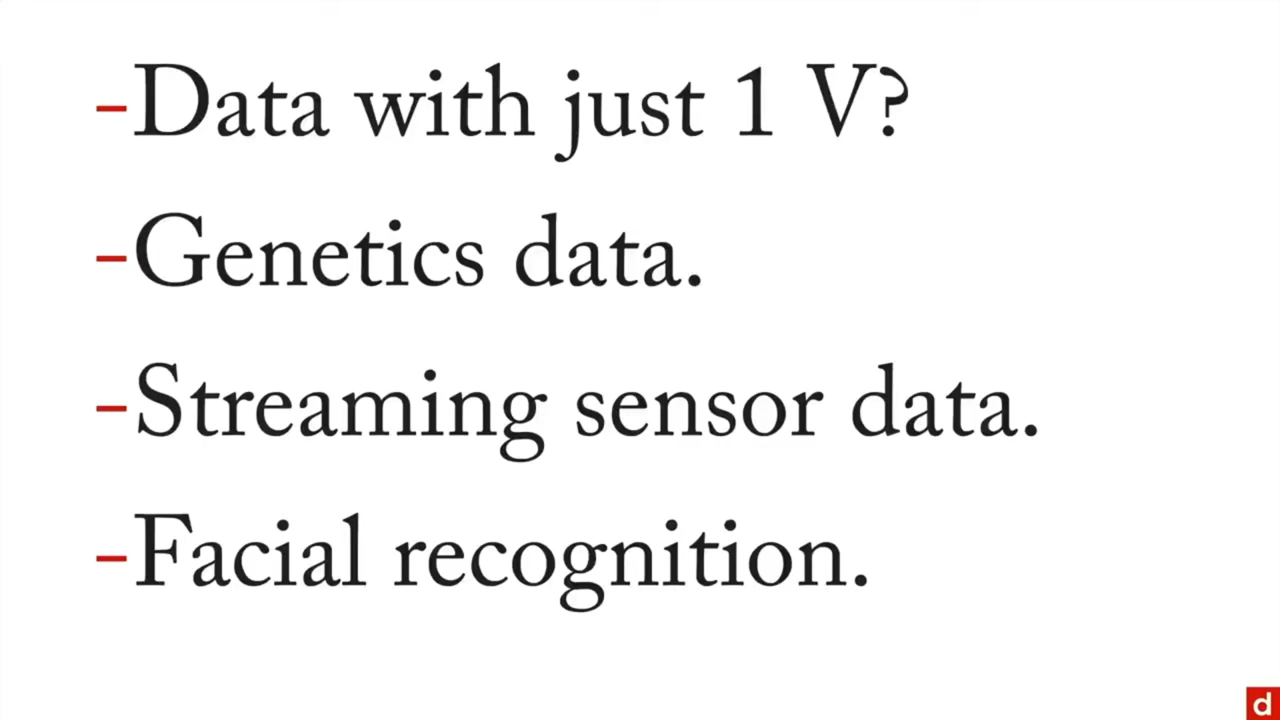 -Data with just 1 V?
-Genetics data.
-Streaming sensor data.
-Facial recognition.
d